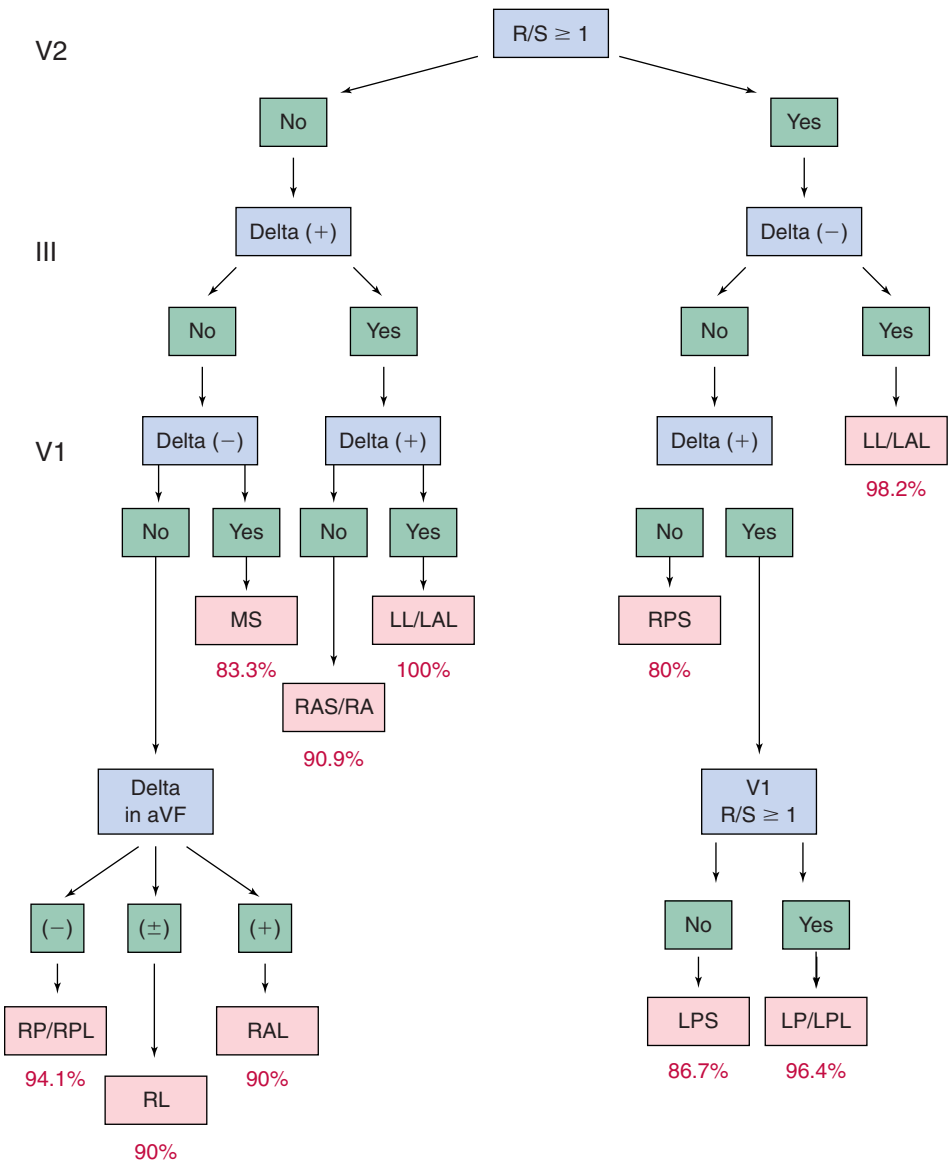 V2
R/S ≥ 1
No
Yes
III
Delta (+)
Delta (−)
No
Yes
No
Yes
V1
Delta (−)
Delta (+)
Delta (+)
LL/LAL
98.2%
No
Yes
No
Yes
No
Yes
MS
83.3%
LL/LAL
100%
RPS
80%
RAS/RA
90.9%
Delta
in aVF
V1
R/S ≥ 1
(−)
(±)
(+)
No
Yes
RP/RPL
94.1%
RAL
90%
LPS
86.7%
LP/LPL
96.4%
RL
90%